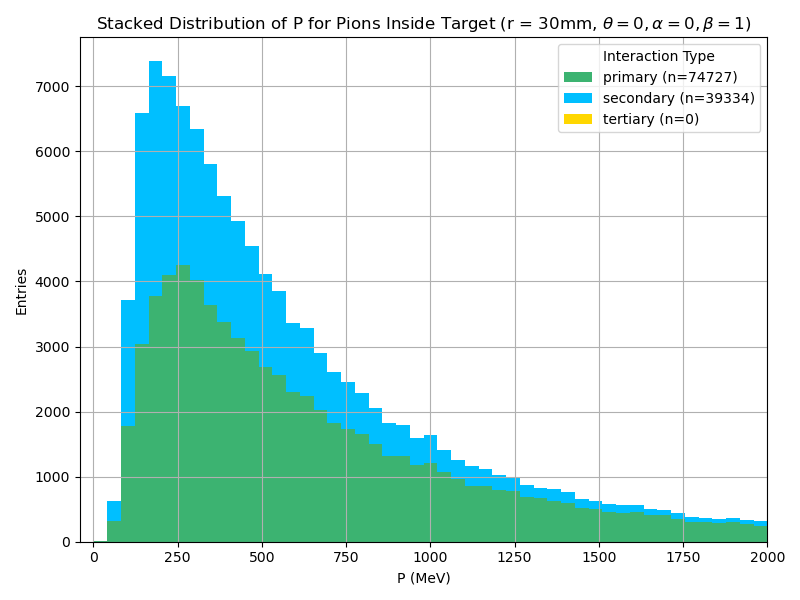 Stacked Distribution of P for Pions Inside Target (r = 30mm, θ = 0, α = 0, β = 1)
Interaction Type
primary (n=74727)
secondary (n=39334)
tertiary (n=0)
7000
6000
5000
4000
3000
2000
1000
0
Entries
0 250 500 750 1000 1250 1500 1750 2000
P (MeV)